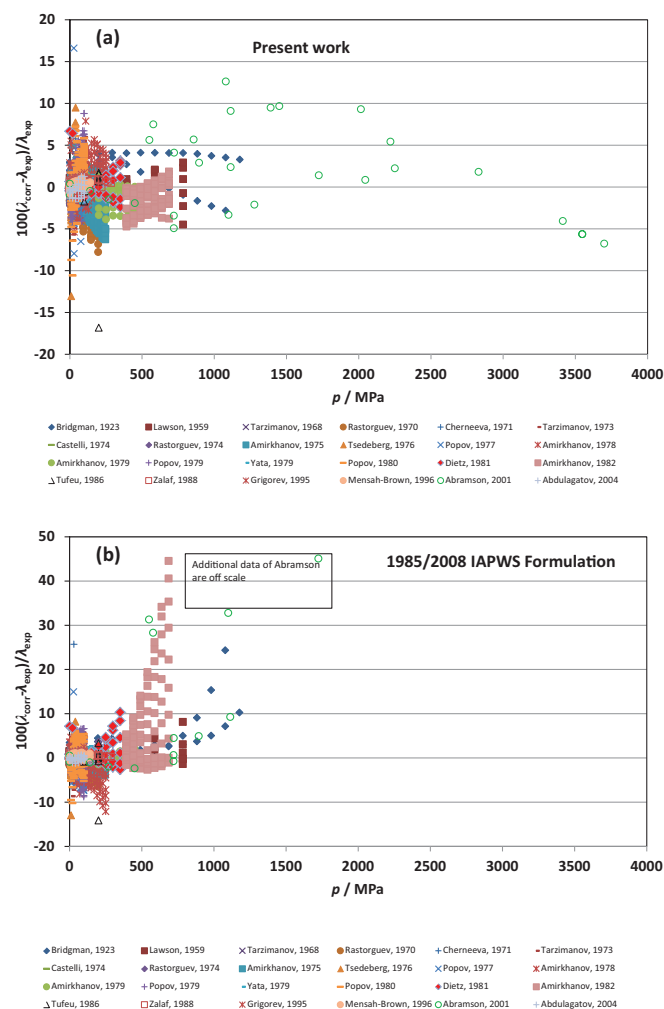 (a)
Present work
100(λcorr-λexp)/λexp
20
15
10
5
0
-5
-10
-15
-20
0 500 1000 1500 2000 2500 3000 3500 4000
p / MPa
Bridgman, 1923 Lawson, 1959 Tarzimanov, 1968 Rastorguev, 1970 Cherneeva, 1971 Tarzimanov, 1973
Castelli, 1974 Rastorguev, 1974 Amirkhanov, 1975 Tsedeberg, 1976 Popov, 1977 Amirkhanov, 1978
Amirkhanov, 1979 Popov, 1979 Yata, 1979 Popov, 1980 Dietz, 1981 Amirkhanov, 1982
Tufeu, 1986 Zalaf, 1988 Grigorev, 1995 Mensah-Brown, 1996 Abramson, 2001 Abdulagatov, 2004
(b)
1985/2008 IAPWS Formulation
Additional data of Abramson
are off scale
100(λcorr-λexp)/λexp
50
40
30
20
10
0
-10
-20
0 500 1000 1500 2000 2500 3000 3500 4000
p / MPa
Bridgman, 1923 Lawson, 1959 Tarzimanov, 1968 Rastorguev, 1970 Cherneeva, 1971 Tarzimanov, 1973
Castelli, 1974 Rastorguev, 1974 Amirkhanov, 1975 Tsedeberg, 1976 Popov, 1977 Amirkhanov, 1978
Amirkhanov, 1979 Popov, 1979 Yata, 1979 Popov, 1980 Dietz, 1981 Amirkhanov, 1982
Tufeu, 1986 Zalaf, 1988 Grigorev, 1995 Mensah-Brown, 1996 Abramson, 2001 Abdulagatov, 2004